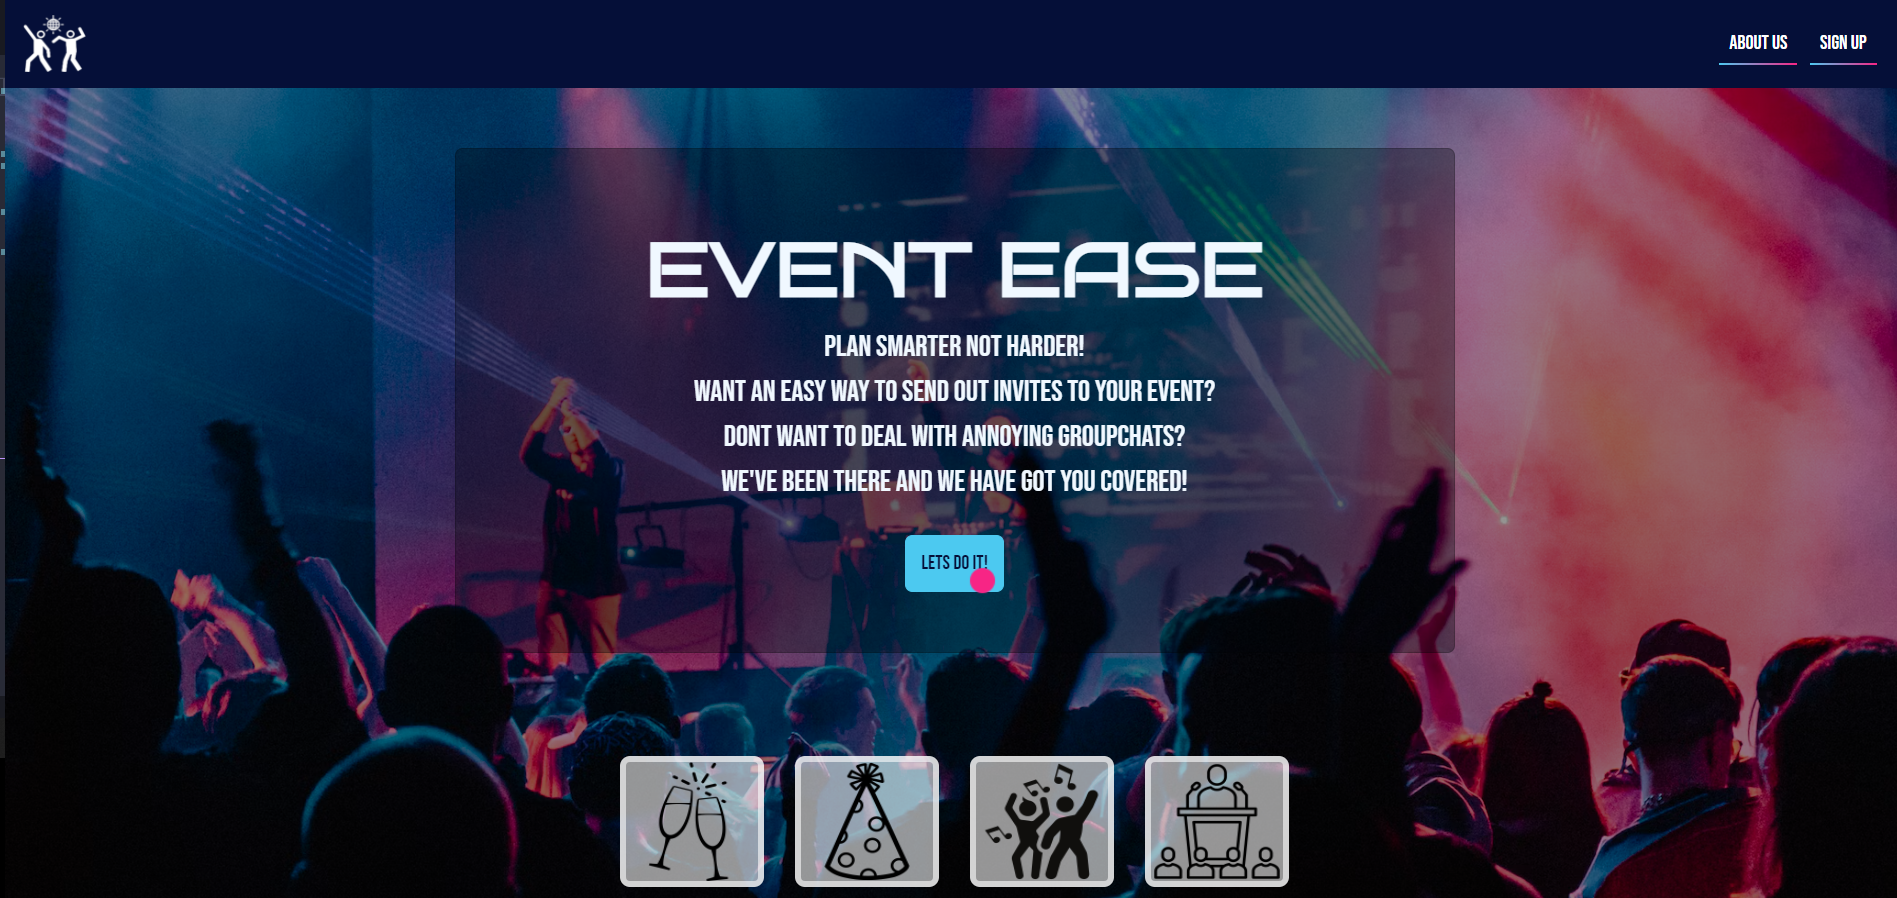 ABOUT US
SIGN UP
EVENT EASE
PLAN SMARTER NOT HARDER!
WANT AN EASY WAY TO SEND OUT INVITES TO YOUR EVENT?
DONT WANT TO DEAL WITH ANNOYING GROUPCHATS?
WE'VE BEEN THERE AND WE HAVE GOT YOU COVERED!
LETS DO IT!